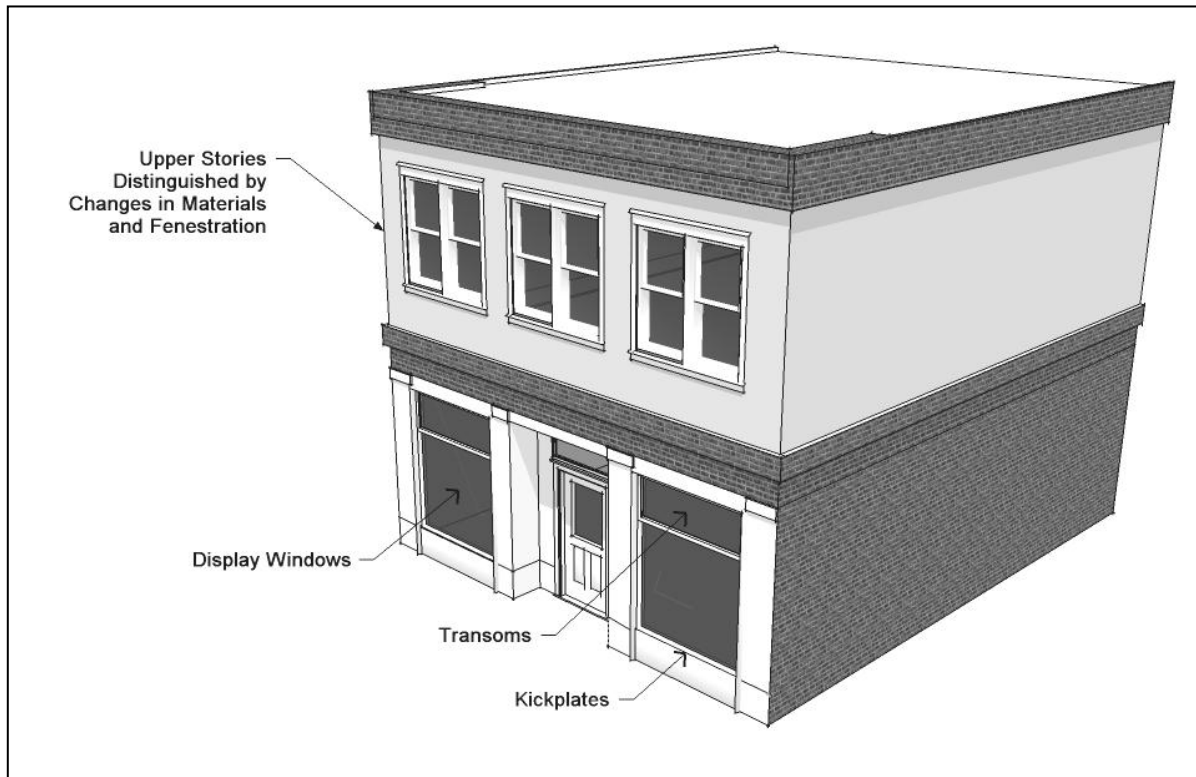 Upper Stories
Distinguished by
Changes in Materials
and Fenestration
Display Windows
Transoms
Kickplates